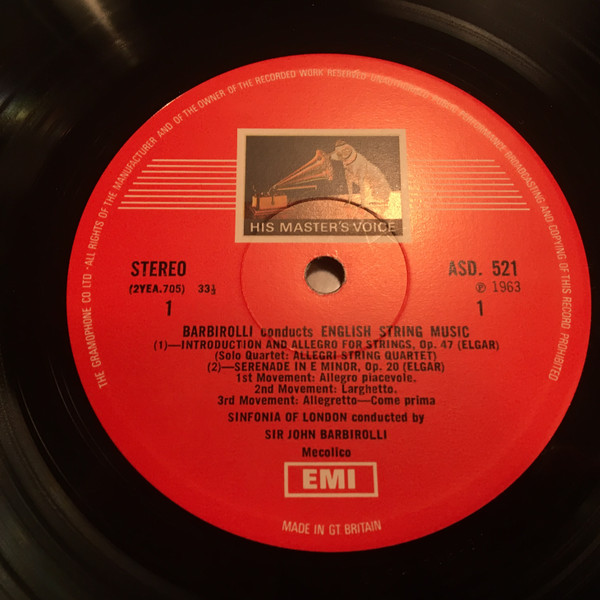 THE GRAMOPHONE CO LTD · ALL RIGHTS OF THE MANUFACTURER AND OF THE OWNER OF THE RECORDED WORK RESERVED UNAUTHORISED PUBLIC PERFORMANCE BROADCASTING AND COPYING OF THIS RECORD PROHIBITED
HIS MASTER'S VOICE
STEREO ASD. 521
(2YEA.705) 33⅓ ℗ 1963
1 1
BARBIROLLI conducts ENGLISH STRING MUSIC
(1)—INTRODUCTION AND ALLEGRO FOR STRINGS, Op. 47 (ELGAR)
(Solo Quartet: ALLEGRI STRING QUARTET)
(2)—SERENADE IN E MINOR, Op. 20 (ELGAR)
1st Movement: Allegro piacevole.
2nd Movement: Larghetto.
3rd Movement: Allegretto—Come prima
SINFONIA OF LONDON conducted by
SIR JOHN BARBIROLLI
Mecolico
EMI
MADE IN GT BRITAIN